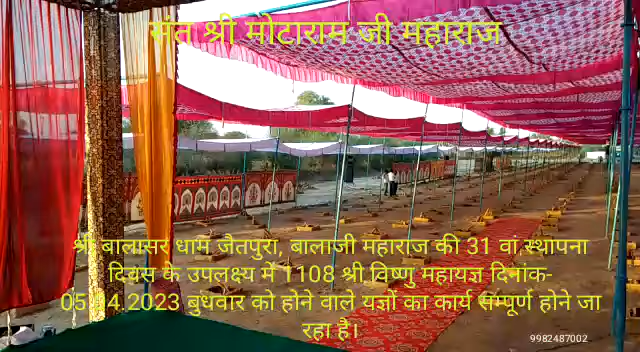 संत श्री मोटाराम जी महाराज
श्री बालासर धाम जैतपुरा, बालाजी महाराज की 31 वां स्थापना
दिवस के उपलक्ष्य में 1108 श्री विष्णु महायज्ञ दिनांक-
05.04.2023 बुधवार को होने वाले यज्ञों का कार्य सम्पूर्ण होने जा
रहा है।
9982487002